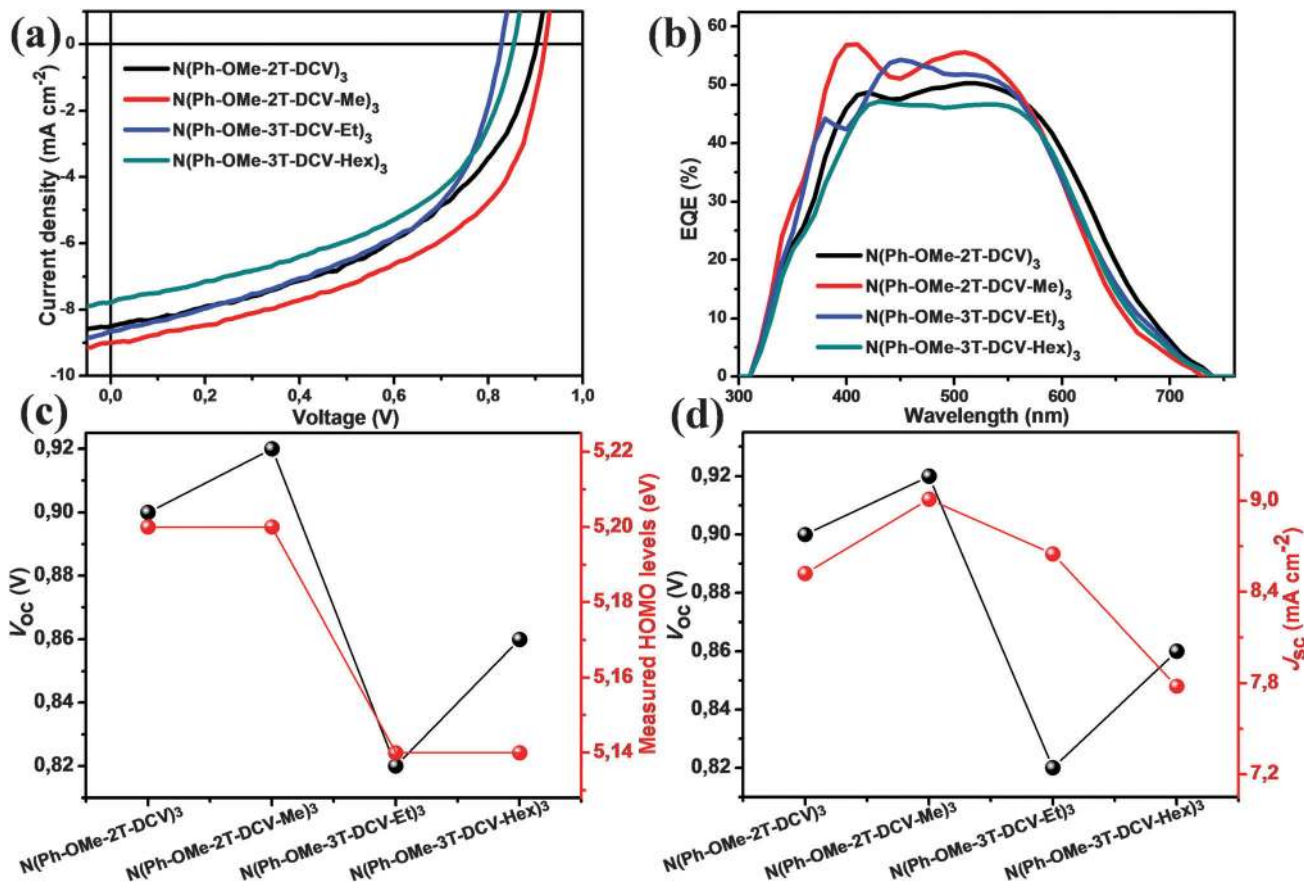 (a)
0
-2
-4
-6
-8
-10
Current density (mA cm⁻²)
N(Ph-OMe-2T-DCV)₃
N(Ph-OMe-2T-DCV-Me)₃
N(Ph-OMe-3T-DCV-Et)₃
N(Ph-OMe-3T-DCV-Hex)₃
0,0 0,2 0,4 0,6 0,8 1,0
Voltage (V)
(b)
60
50
40
30
20
10
0
EQE (%)
N(Ph-OMe-2T-DCV)₃
N(Ph-OMe-2T-DCV-Me)₃
N(Ph-OMe-3T-DCV-Et)₃
N(Ph-OMe-3T-DCV-Hex)₃
300 400 500 600 700
Wavelength (nm)
(c)
0,92
0,90
0,88
0,86
0,84
0,82
V_OC (V)
5,22
5,20
5,18
5,16
5,14
Measured HOMO levels (eV)
N(Ph-OMe-2T-DCV)₃
N(Ph-OMe-2T-DCV-Me)₃
N(Ph-OMe-3T-DCV-Et)₃
N(Ph-OMe-3T-DCV-Hex)₃
(d)
0,92
0,90
0,88
0,86
0,84
0,82
V_OC (V)
9,0
8,4
7,8
7,2
J_SC (mA cm⁻²)
N(Ph-OMe-2T-DCV)₃
N(Ph-OMe-2T-DCV-Me)₃
N(Ph-OMe-3T-DCV-Et)₃
N(Ph-OMe-3T-DCV-Hex)₃